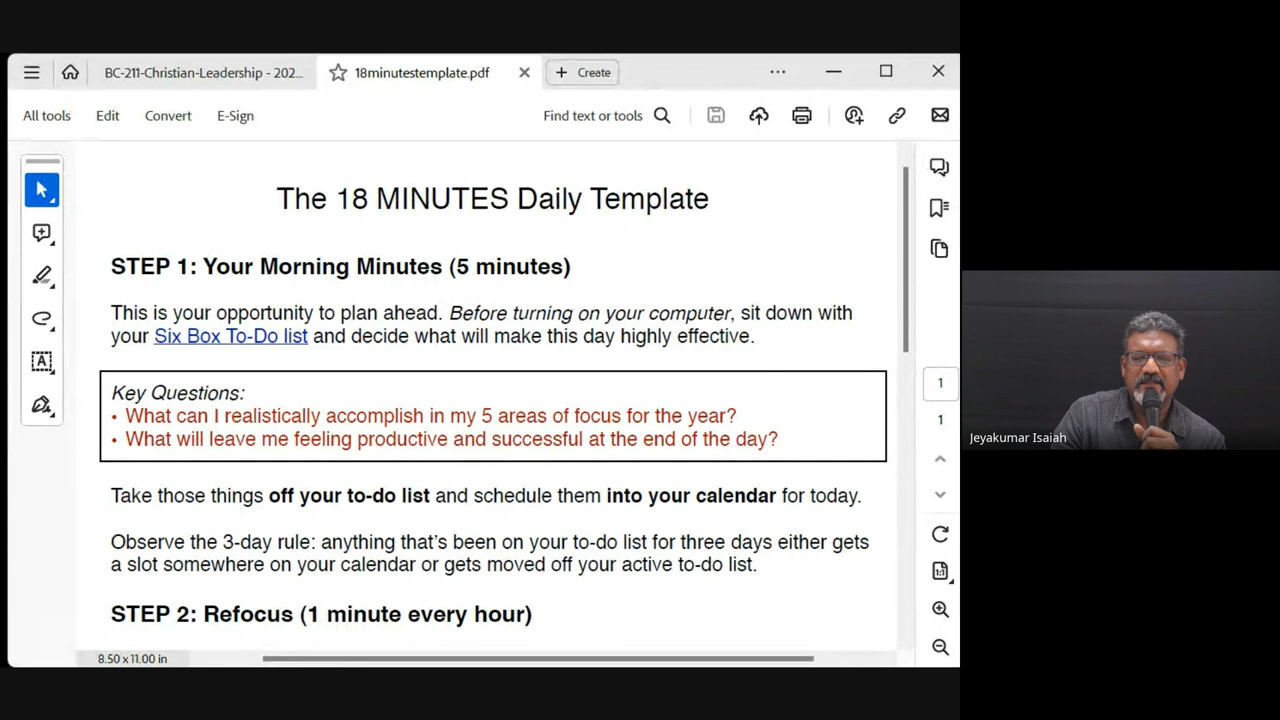 BC-211-Christian-Leadership - 202...
18minutestemplate.pdf
Create
All tools
Edit
Convert
E-Sign
Find text or tools
The 18 MINUTES Daily Template
STEP 1: Your Morning Minutes (5 minutes)
This is your opportunity to plan ahead. Before turning on your computer, sit down with
your Six Box To-Do list and decide what will make this day highly effective.
Key Questions:
• What can I realistically accomplish in my 5 areas of focus for the year?
• What will leave me feeling productive and successful at the end of the day?
Take those things off your to-do list and schedule them into your calendar for today.
Observe the 3-day rule: anything that's been on your to-do list for three days either gets
a slot somewhere on your calendar or gets moved off your active to-do list.
STEP 2: Refocus (1 minute every hour)
8.50 x 11.00 in
1
1
Jeyakumar Isaiah